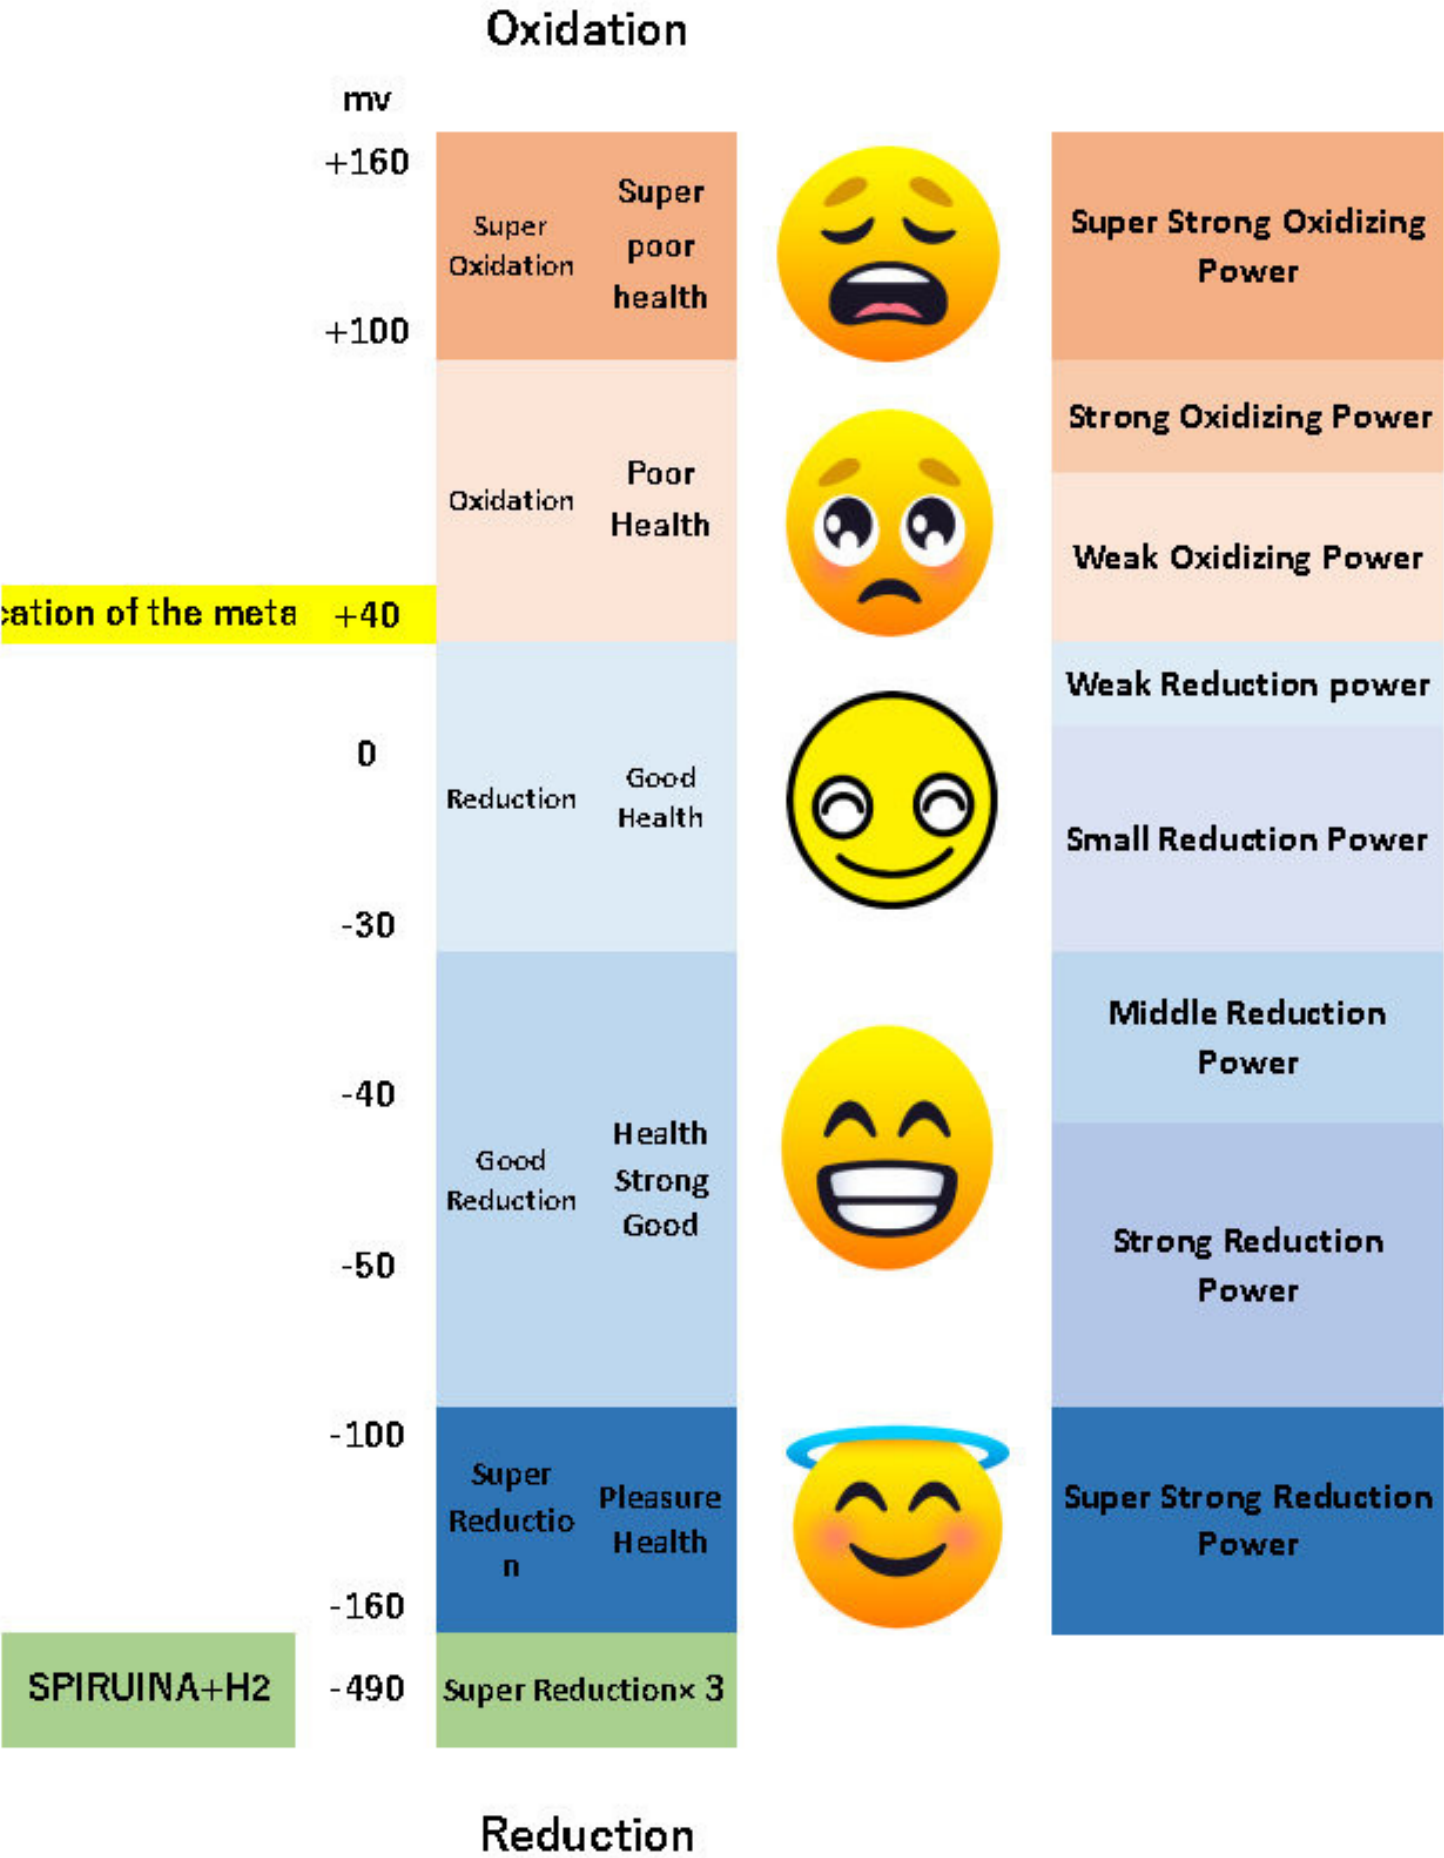 Oxidation
mv
+160
Super
Oxidation
Super
poor
health
Super Strong Oxidizing
Power
+100
Strong Oxidizing Power
Oxidation
Poor
Health
Weak Oxidizing Power
cation of the meta
+40
Weak Reduction power
0
Reduction
Good
Health
Small Reduction Power
-30
Middle Reduction
Power
-40
Good
Reduction
Health
Strong
Good
Strong Reduction
Power
-50
-100
Super
Reductio
n
Pleasure
Health
Super Strong Reduction
Power
-160
SPIRUINA+H2
-490
Super Reduction× 3
Reduction